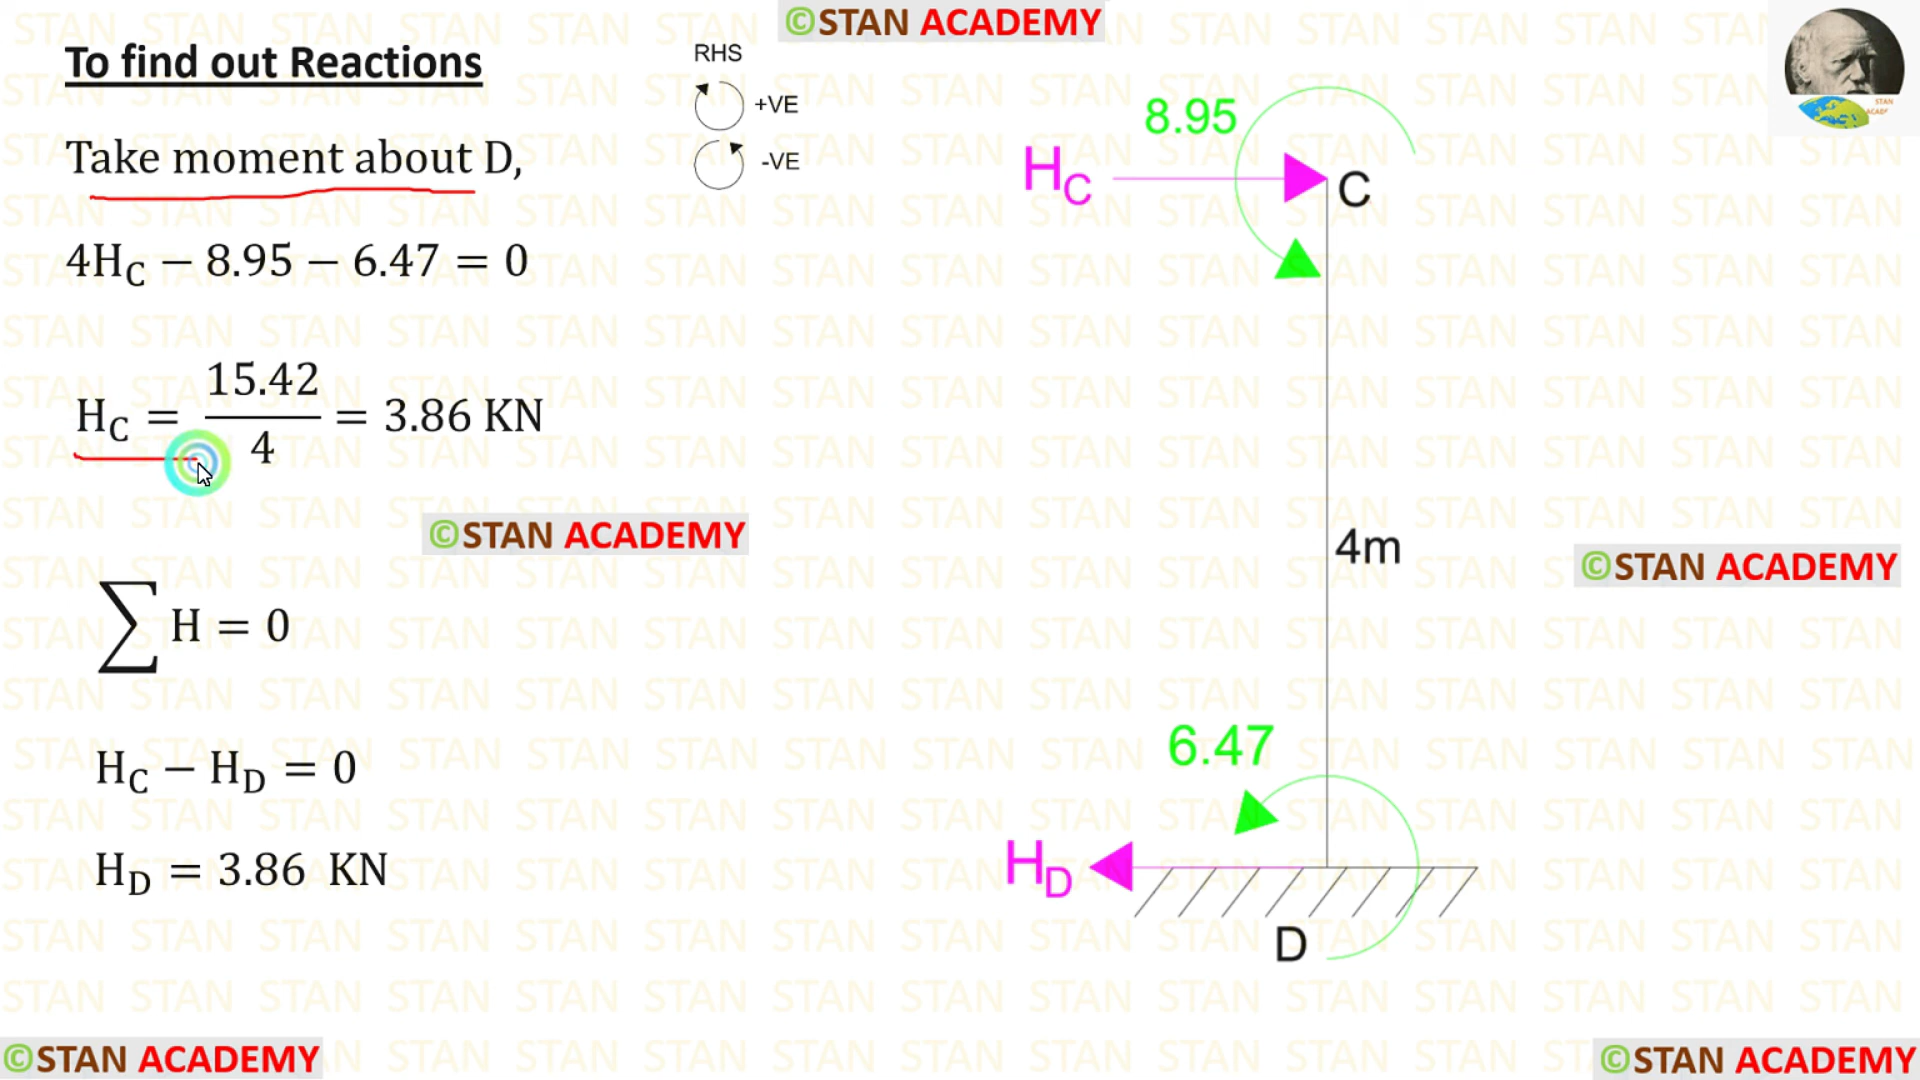 ©STAN ACADEMY
To find out Reactions
RHS
+VE
-VE
Take moment about D,
4H_C − 8.95 − 6.47 = 0
H_C = 15.42/4 = 3.86 KN
©STAN ACADEMY
∑ H = 0
H_C − H_D = 0
H_D = 3.86 KN
8.95
H_C
C
4m
©STAN ACADEMY
6.47
H_D
D
©STAN ACADEMY
©STAN ACADEMY